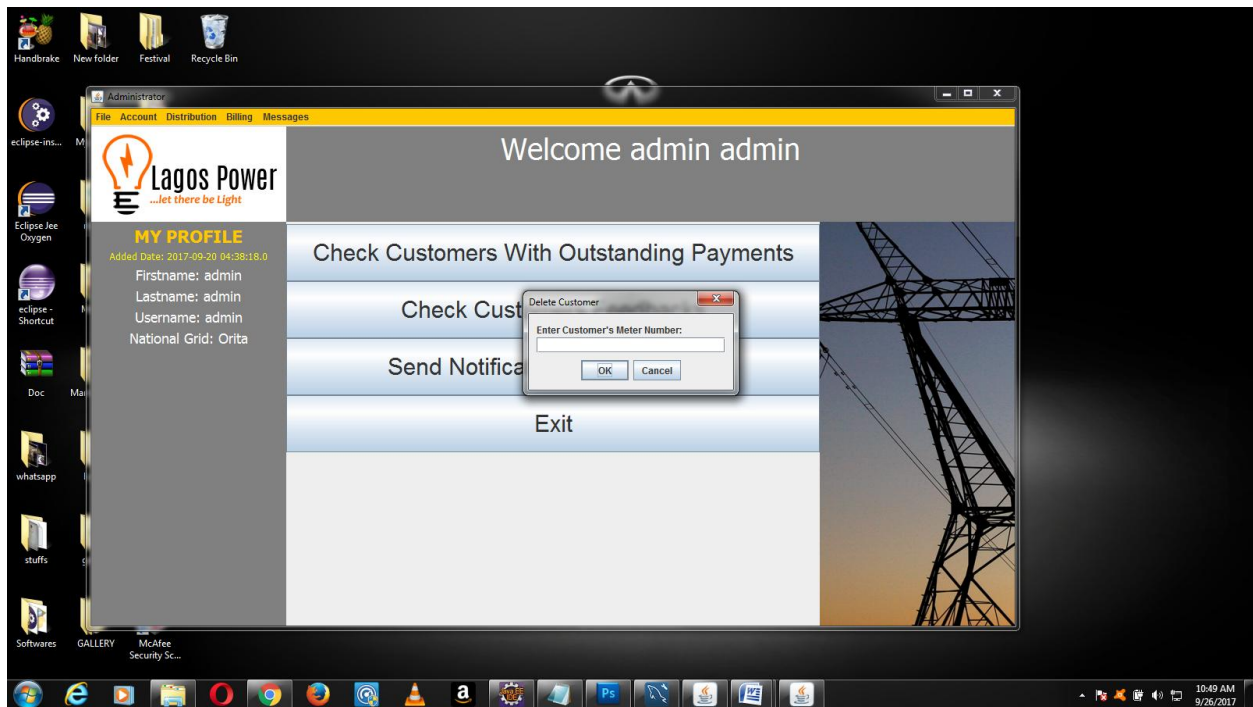 Handbrake
New folder
Festival
Recycle Bin
Administrator
File Account Distribution Billing Messages
eclipse-ins...
Lagos Power
...let there be Light
Welcome admin admin
Eclipse Jee
Oxygen
MY PROFILE
Added Date: 2017-09-20 04:38:18.0
Firstname: admin
Lastname: admin
Username: admin
National Grid: Orita
Check Customers With Outstanding Payments
Check Cust
Send Notifica
Exit
Delete Customer
Enter Customer's Meter Number:
OK Cancel
eclipse -
Shortcut
Doc
whatsapp
stuffs
Softwares
GALLERY
McAfee
Security Sc...
a
Ps
W
10:49 AM
9/26/2017